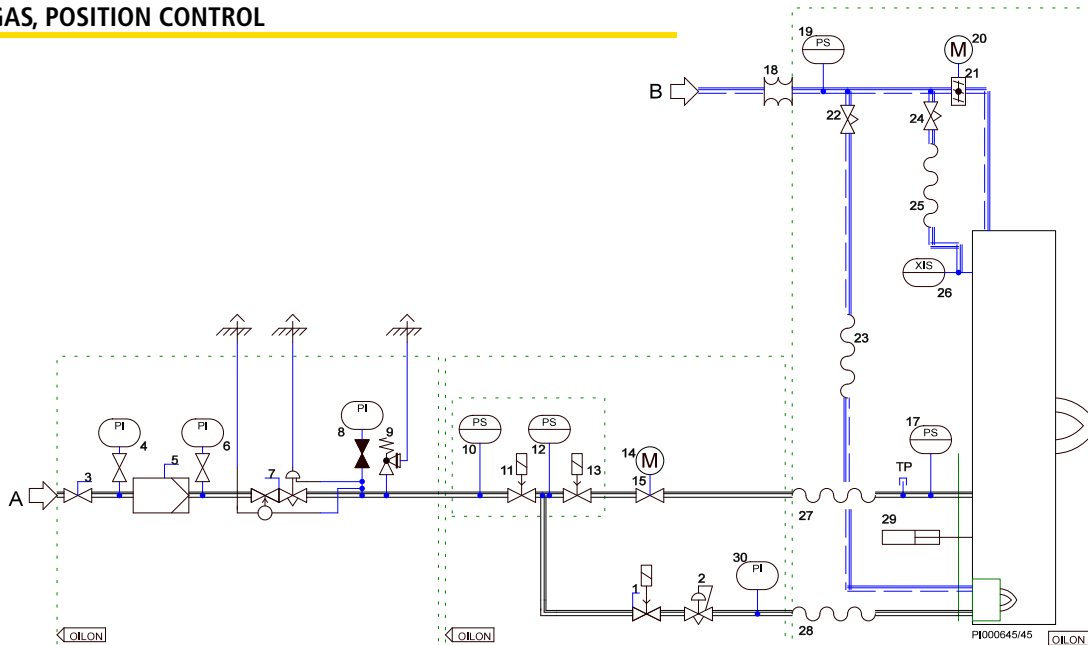 GAS, POSITION CONTROL
19
PS
M
20
18
21
B
22
24
25
XIS
26
23
PI
8
9
PI
4
5
PI
6
7
3
A
PS
10
11
PS
12
13
14
M
15
17
PS
TP
27
29
30
PI
1
2
28
OILON
OILON
PI000645/45
OILON